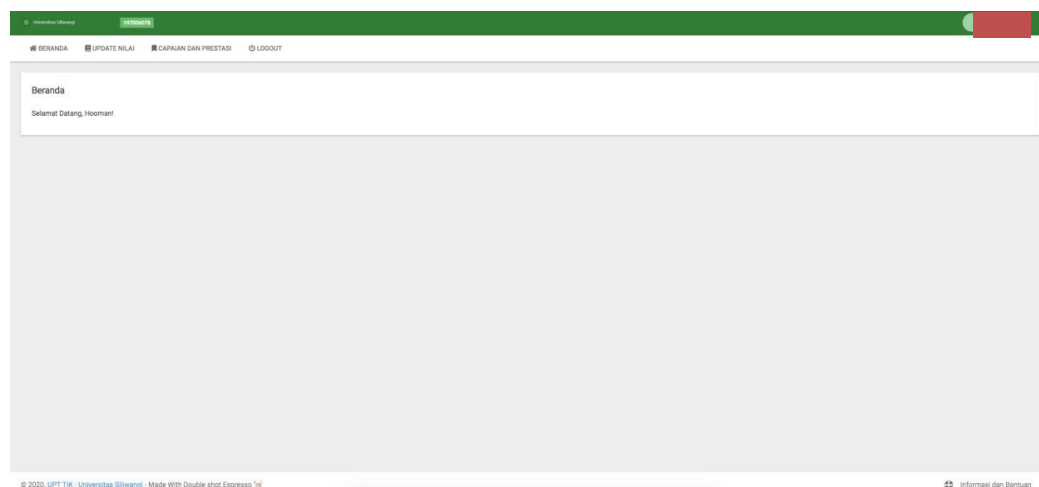 Universitas Siliwangi
197006078
BERANDA UPDATE NILAI CAPAIAN DAN PRESTASI LOGOUT
Beranda
Selamat Datang, Hooman!
© 2020. UPT TIK - Universitas Siliwangi - Made With Double shot Espresso
Informasi dan Bantuan